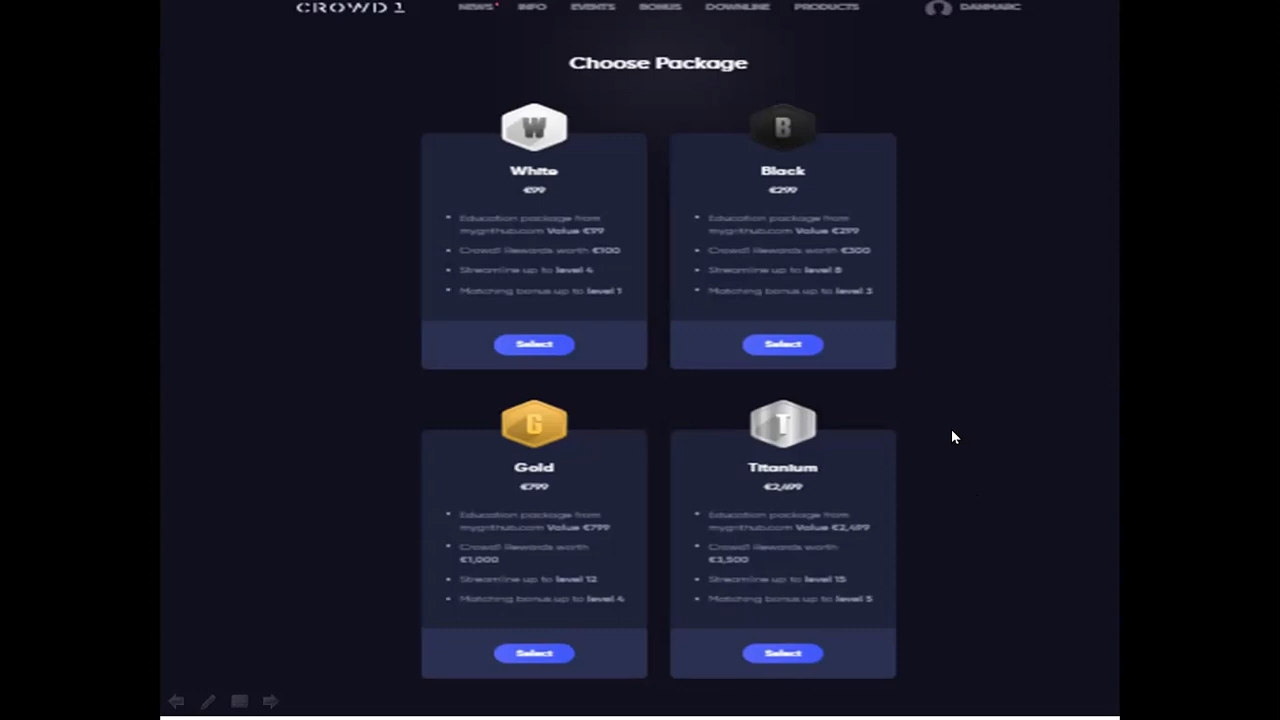 CROWD 1 NEWS INFO EVENTS BONUS DOWNLINE PRODUCTS DANMARC
Choose Package
W
White
€99
Education package from
mygrithub.com Value €99
Crowd1 Rewards worth €100
Streamline up to level 4
Matching bonus up to level 1
Select
B
Black
€299
Education package from
mygrithub.com Value €299
Crowd1 Rewards worth €300
Streamline up to level 8
Matching bonus up to level
Select
G
Gold
€799
Education package from
mygrithub.com Value €799
Crowd1 Rewards worth
€1,000
Streamline up to level 12
Matching bonus up to level 4
Select
T
Titanium
€2,499
Education package from
mygrithub.com Value €2,499
Crowd1 Rewards worth
€3,500
Streamline up to level 15
Matching bonus up to level 5
Select